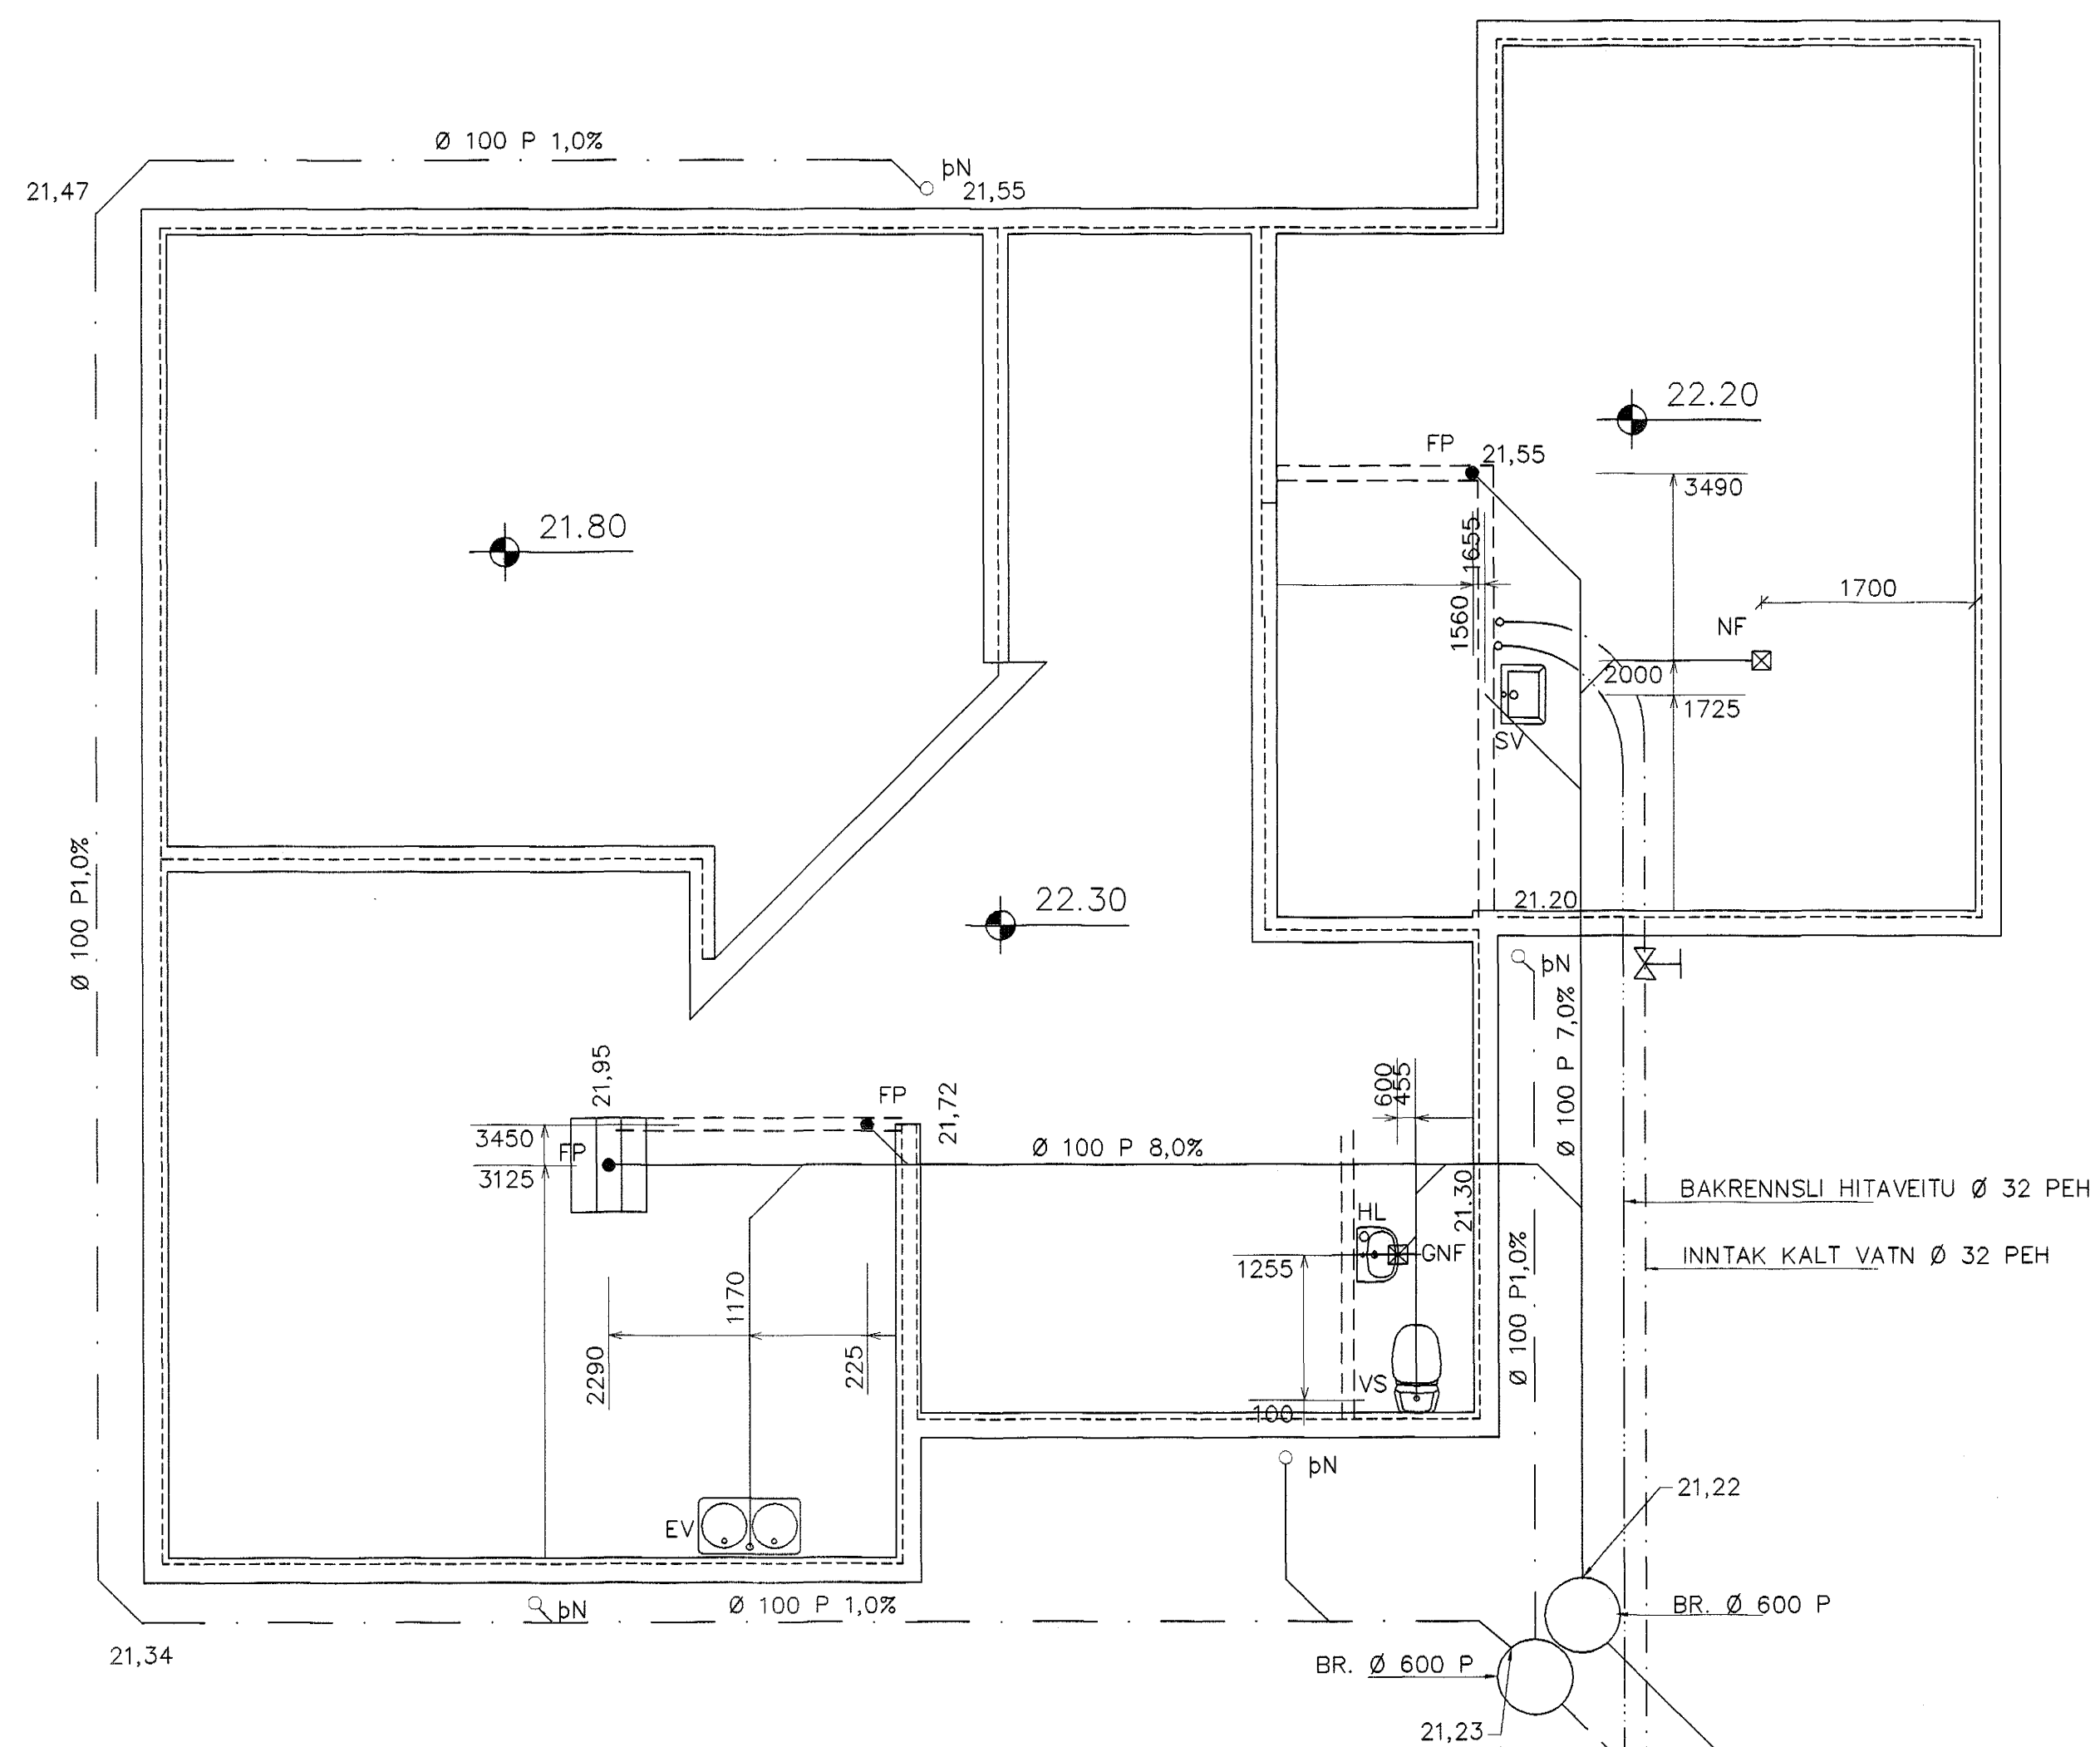 Ø 100 P 1,0%
þN
21,47
21,55
22.20
FP
21,55
3490
21.80
1655
1560
1700
NF
2000
1725
SV
Ø 100 P1,0%
22.30
21.20
þN
Ø 100 P 7,0%
21,95
FP
21,72
600
455
3450
FP
3125
Ø 100 P 8,0%
BAKRENNSLI HITAVEITU Ø 32 PEH
HL
21.30
GNF
1255
INNTAK KALT VATN Ø 32 PEH
Ø 100 P1,0%
1170
2290
225
VS
100
þN
21,22
EV
þN
Ø 100 P 1,0%
BR. Ø 600 P
21,34
BR. Ø 600 P
21,23